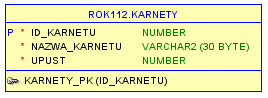 ROK112.KARNETY
P * ID_KARNETU NUMBER
* NAZWA_KARNETU VARCHAR2 (30 BYTE)
* UPUST NUMBER
KARNETY_PK (ID_KARNETU)